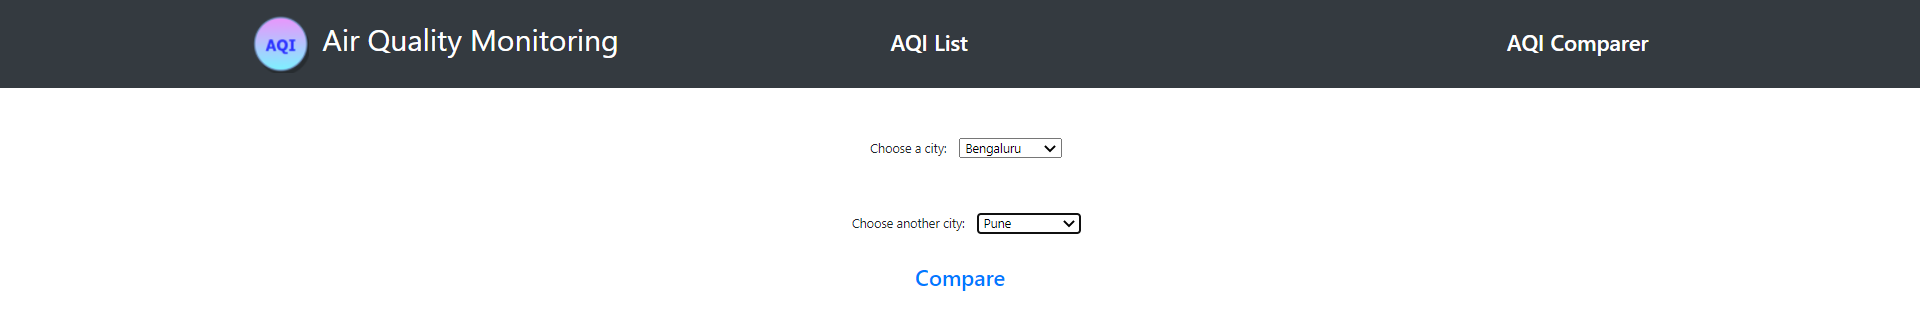 AQI Air Quality Monitoring AQI List AQI Comparer
Choose a city: Bengaluru
Choose another city: Pune
Compare